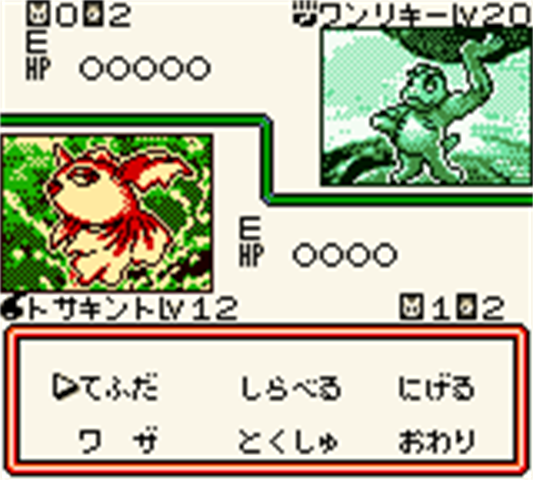 0 2 ワンリキーLv20
E
HP
E
HP
トサキントLv12 1 2
てふだ しらべる にげる
ワザ とくしゅ おわり